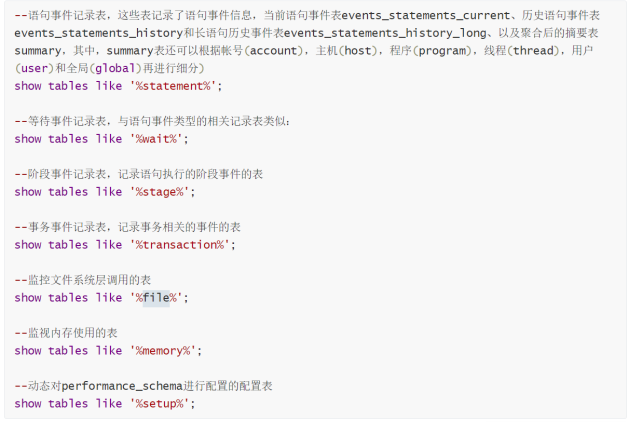 --语句事件记录表，这些表记录了语句事件信息，当前语句事件表events_statements_current、历史语句事件表
events_statements_history和长语句历史事件表events_statements_history_long、以及聚合后的摘要表
summary，其中，summary表还可以根据帐号(account)，主机(host)，程序(program)，线程(thread)，用户
(user)和全局(global)再进行细分)
show tables like '%statement%';
--等待事件记录表，与语句事件类型的相关记录表类似：
show tables like '%wait%';
--阶段事件记录表，记录语句执行的阶段事件的表
show tables like '%stage%';
--事务事件记录表，记录事务相关的事件的表
show tables like '%transaction%';
--监控文件系统层调用的表
show tables like '%file%';
--监视内存使用的表
show tables like '%memory%';
--动态对performance_schema进行配置的配置表
show tables like '%setup%';